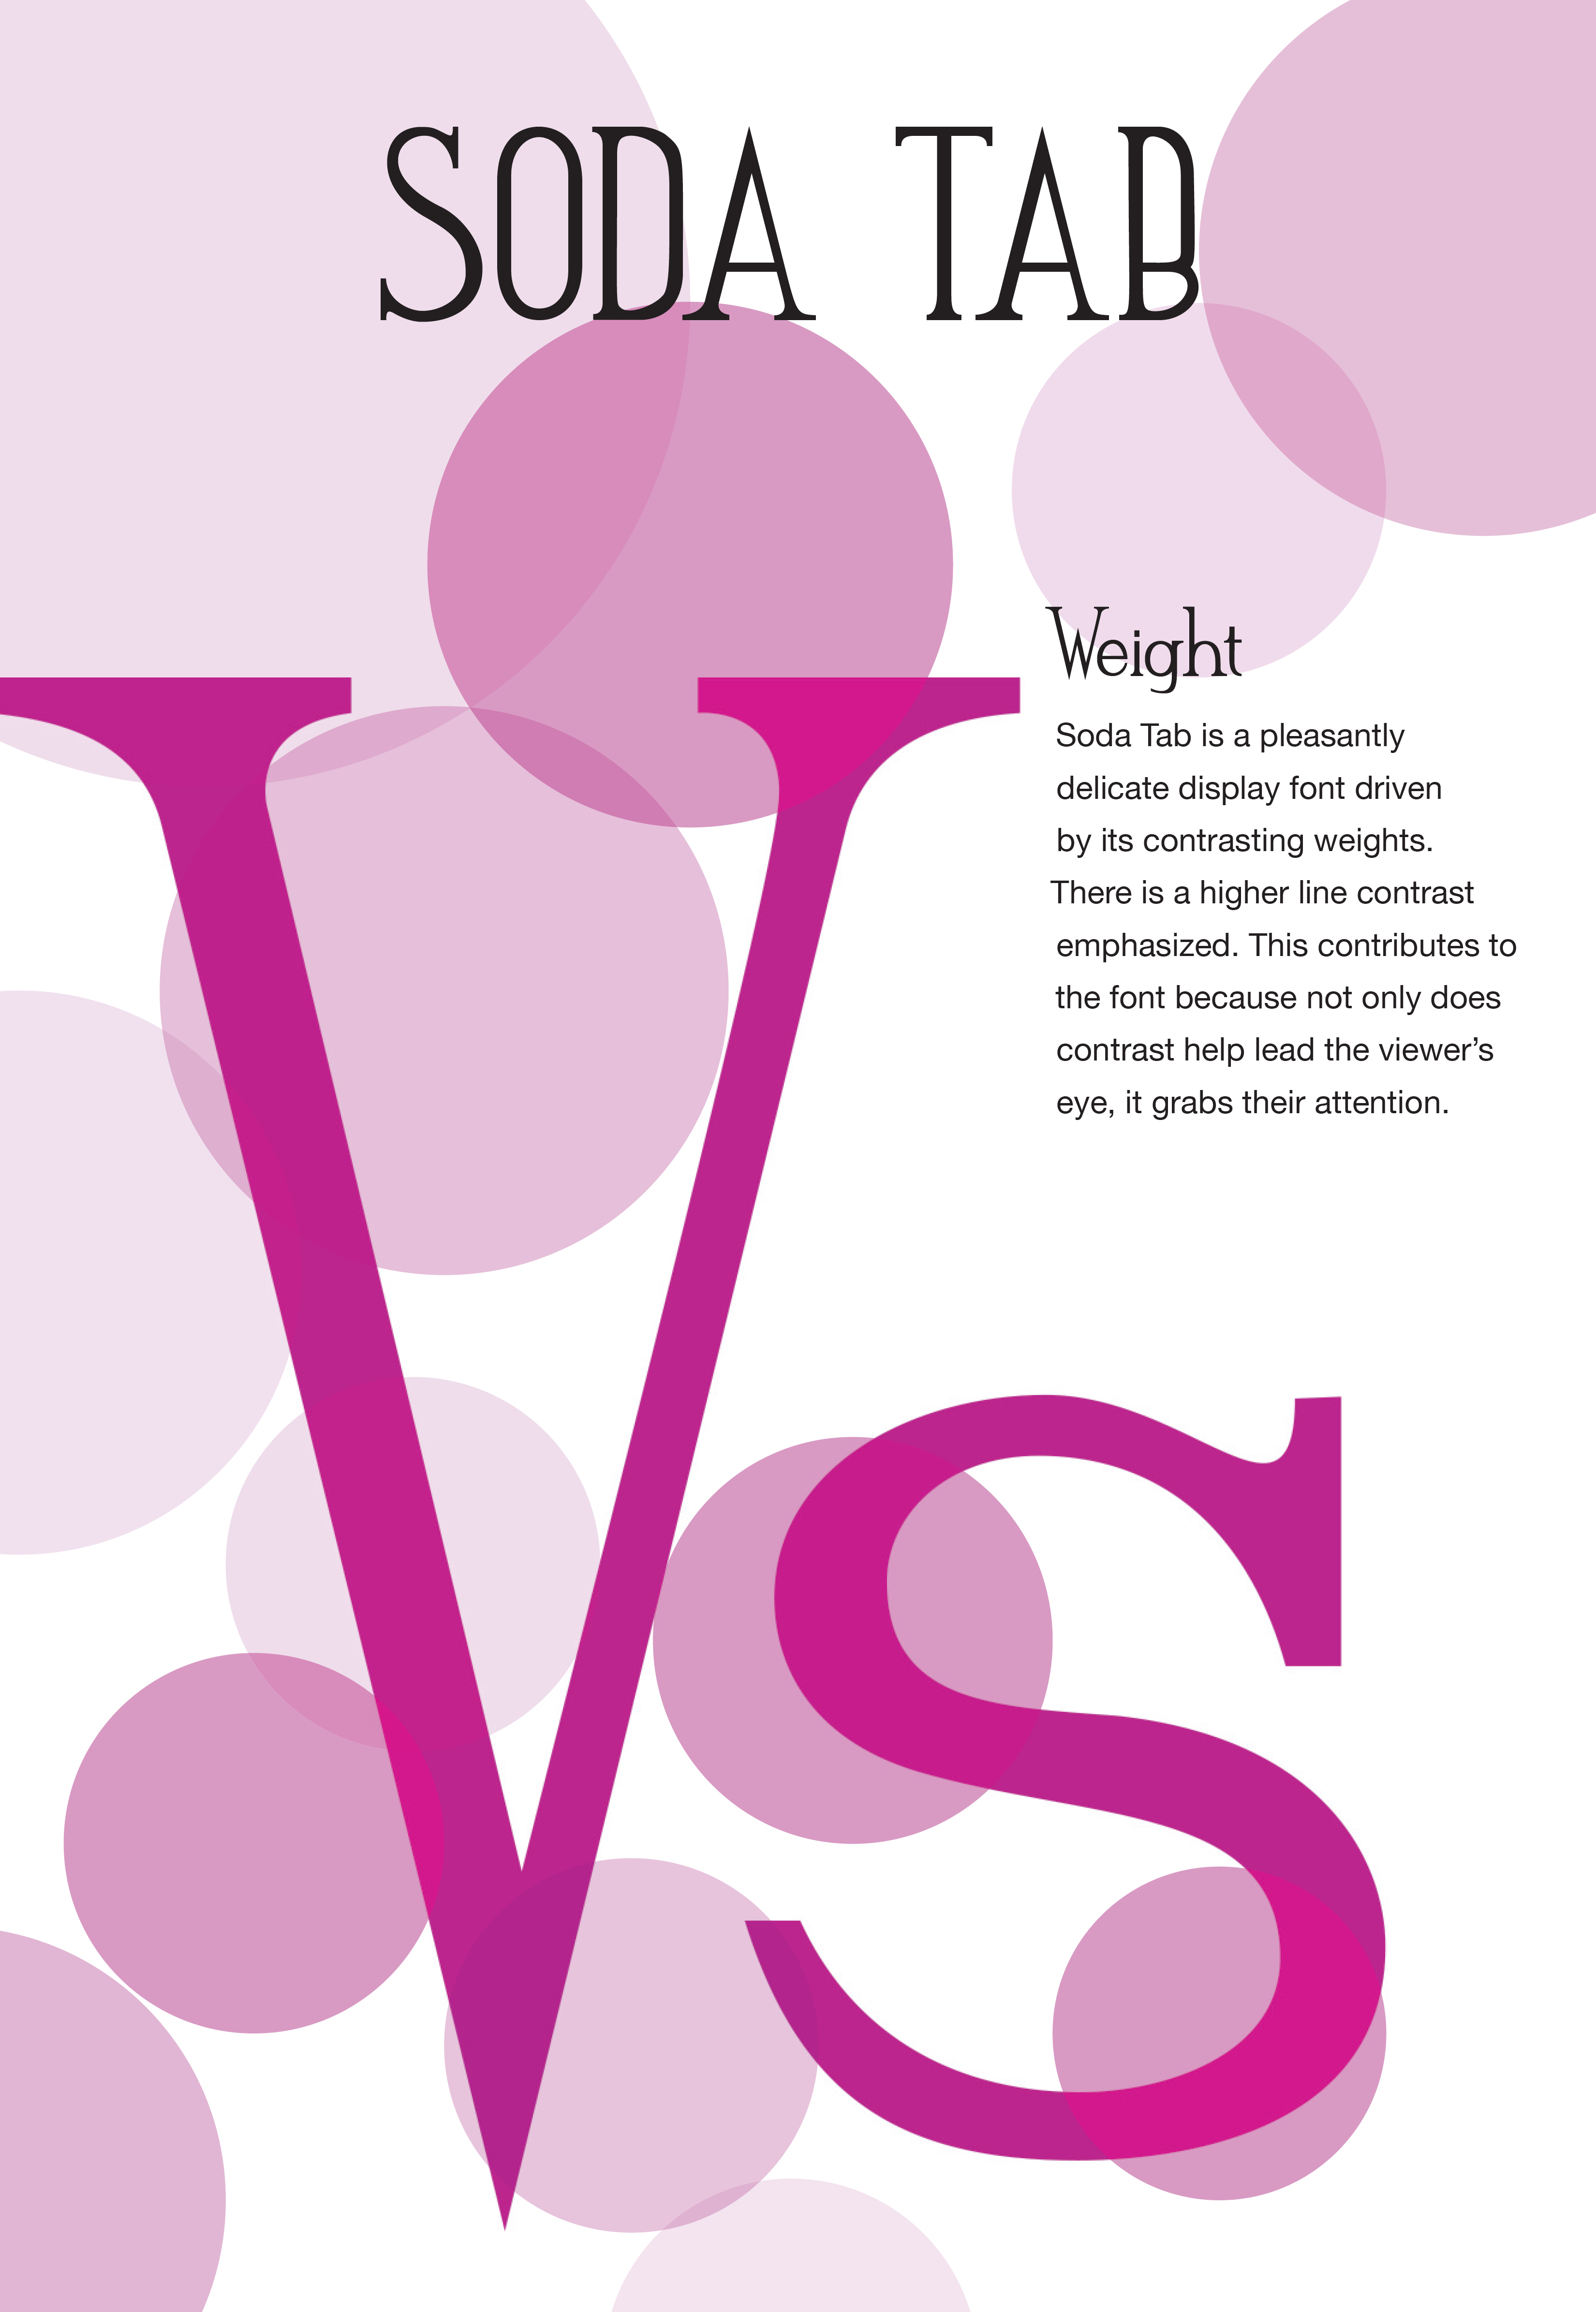 SODA TAB
Weight
Soda Tab is a pleasantly
delicate display font driven
by its contrasting weights.
There is a higher line contrast
emphasized. This contributes to
the font because not only does
contrast help lead the viewer’s
eye, it grabs their attention.
Vs